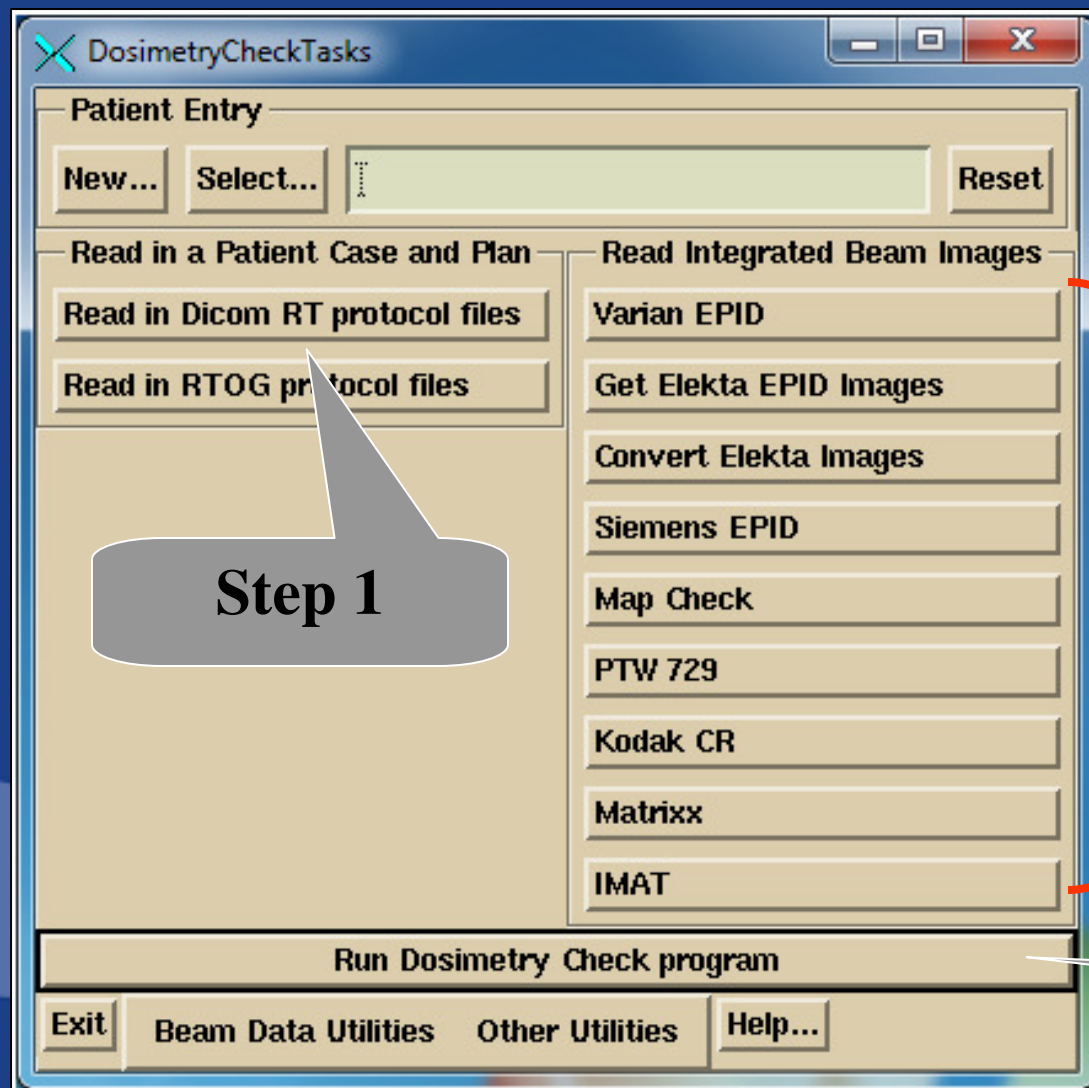 DosimetryCheckTasks
Patient Entry
New...
Select...
Reset
Read in a Patient Case and Plan
Read in Dicom RT protocol files
Read in RTOG protocol files
Step 1
Read Integrated Beam Images
Varian EPID
Get Elekta EPID Images
Convert Elekta Images
Siemens EPID
Map Check
PTW 729
Kodak CR
Matrixx
IMAT
Run Dosimetry Check program
Exit
Beam Data Utilities
Other Utilities
Help...